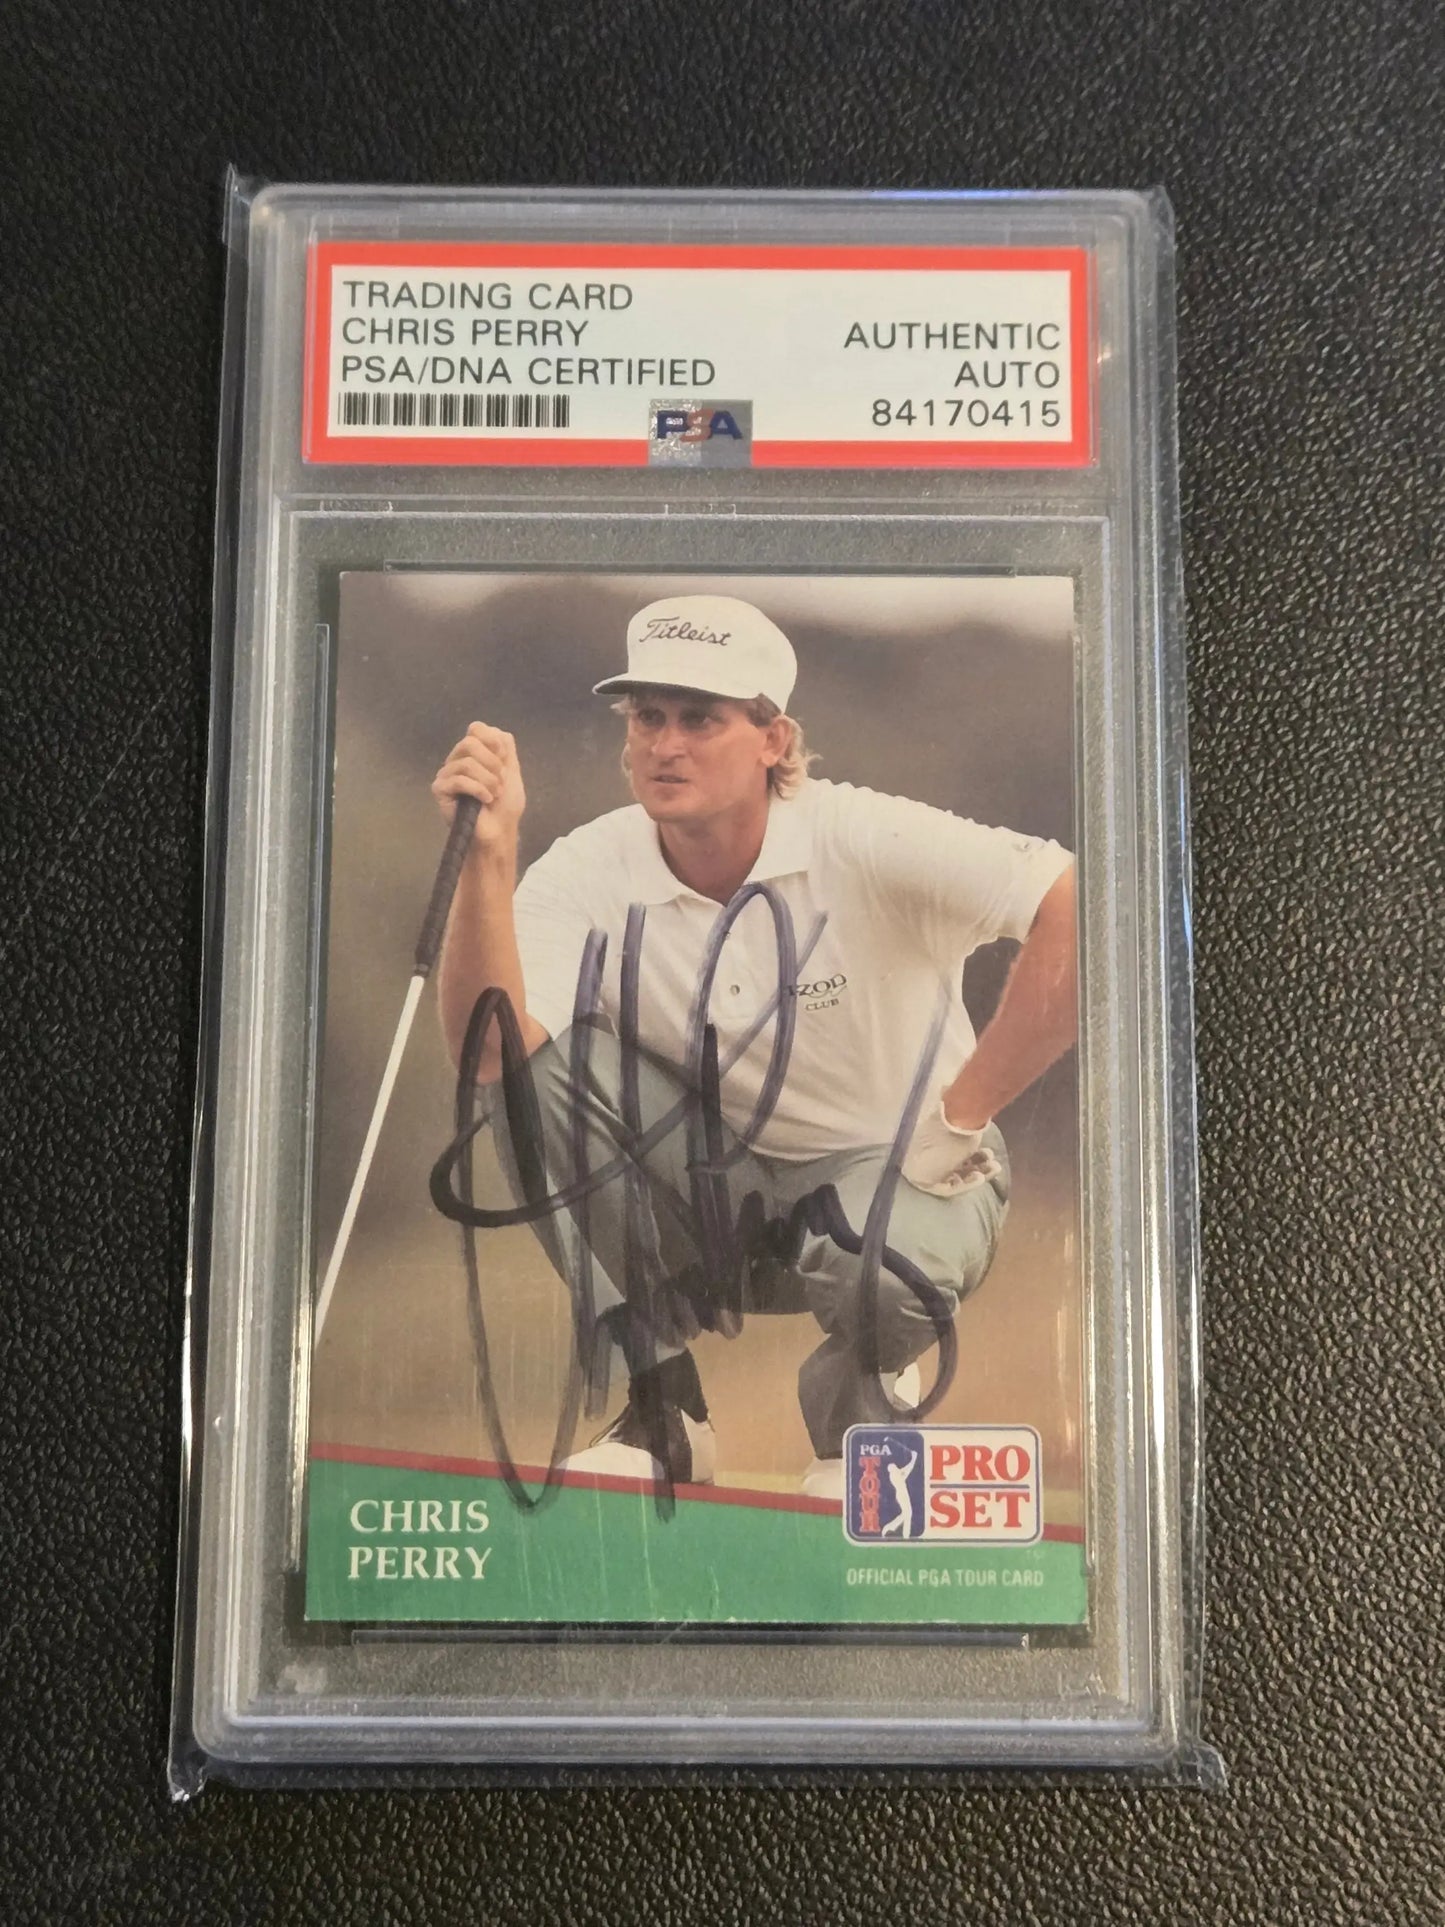 TRADING CARD
CHRIS PERRY
PSA/DNA CERTIFIED
AUTHENTIC
AUTO
84170415
PSA
Titleist
IZOD
CLUB
CHRIS
PERRY
PGA
TOUR
PRO
SET
OFFICIAL PGA TOUR CARD